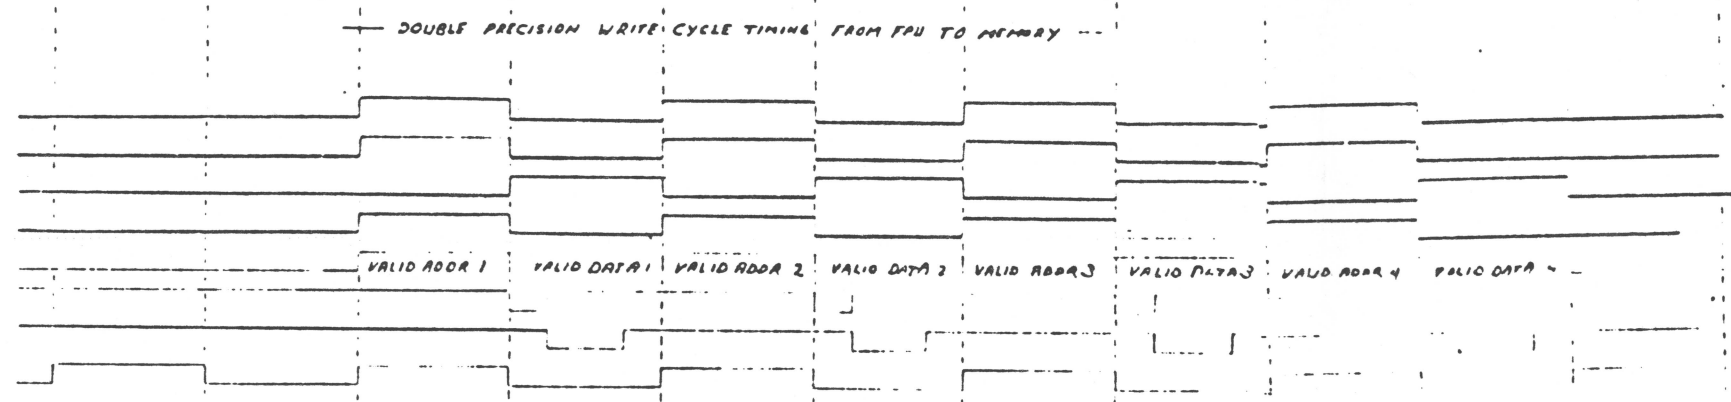 DOUBLE PRECISION WRITE CYCLE TIMING FROM FPU TO MEMORY
VALID ADDR 1 VALID DATA 1 VALID ADDR 2 VALID DATA 2 VALID ADDR 3 VALID DATA 3 VALID ADDR 4 VALID DATA 4